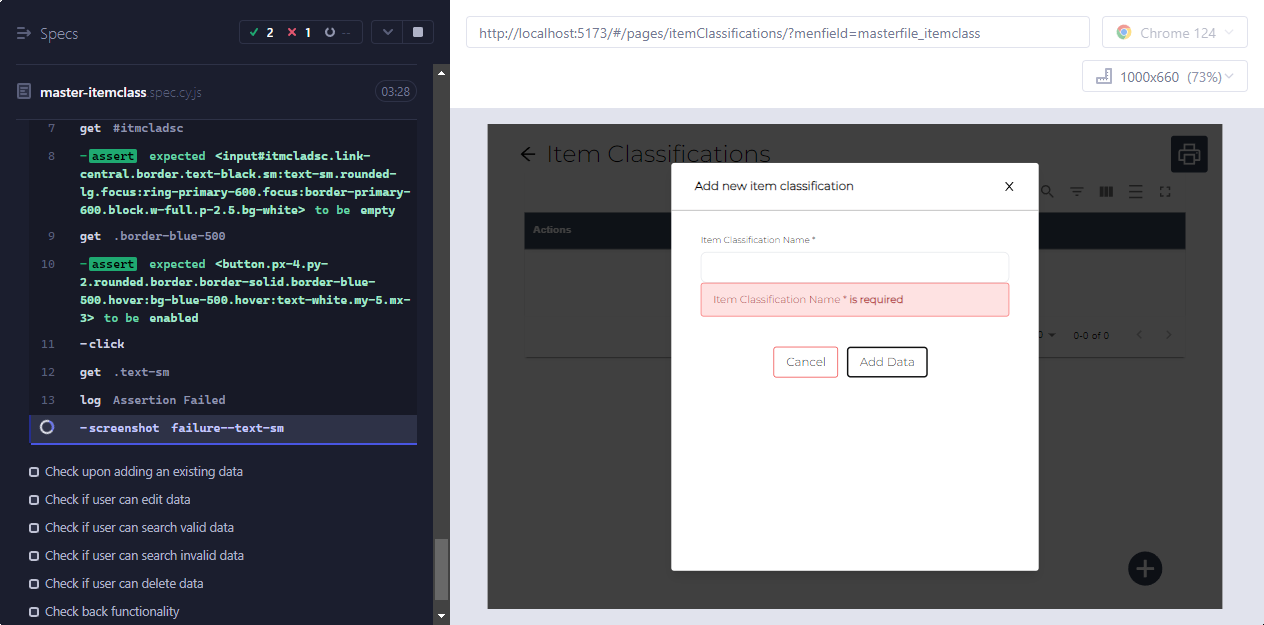 Specs
2
1
--
master-itemclass.spec.cy.js
03:28
7 get #itmcladsc
8 -assert expected <input#itmcladsc.link-
central.border.text-black.sm:text-sm.rounded-
lg.focus:ring-primary-600.focus:border-primary-
600.block.w-full.p-2.5.bg-white> to be empty
9 get .border-blue-500
10 -assert expected <button.px-4.py-
2.rounded.border.border-solid.border-blue-
500.hover:bg-blue-500.hover:text-white.my-5.mx-
3> to be enabled
11 -click
12 get .text-sm
13 log Assertion Failed
-screenshot failure--text-sm
Check upon adding an existing data
Check if user can edit data
Check if user can search valid data
Check if user can search invalid data
Check if user can delete data
Check back functionality
http://localhost:5173/#/pages/itemClassifications/?menfield=masterfile_itemclass
Chrome 124
1000x660 (73%)
Item Classifications
Add new item classification
X
Actions
Item Classification Name *
Item Classification Name * is required
0-0 of 0
Cancel
Add Data